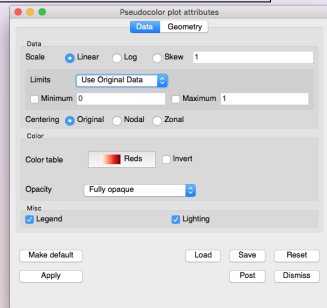 Pseudocolor plot attributes
Data Geometry
Data
Scale Linear Log Skew 1
Limits Use Original Data
Minimum 0 Maximum 1
Centering Original Nodal Zonal
Color
Color table Reds Invert
Opacity Fully opaque
Misc
Legend Lighting
Make default Load Save Reset
Apply Post Dismiss